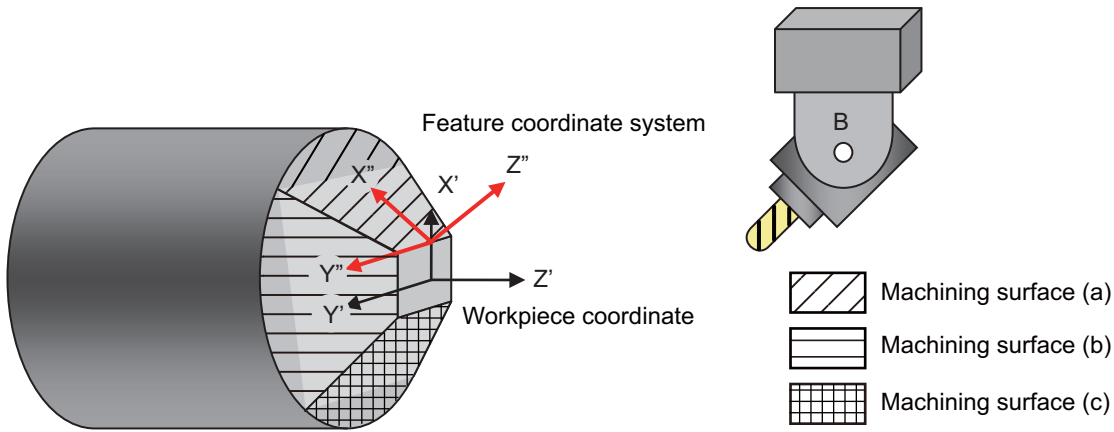 B
Feature coordinate system
X”
X’
Z”
Y”
Z’
Y’
Workpiece coordinate
Machining surface (a)
Machining surface (b)
Machining surface (c)